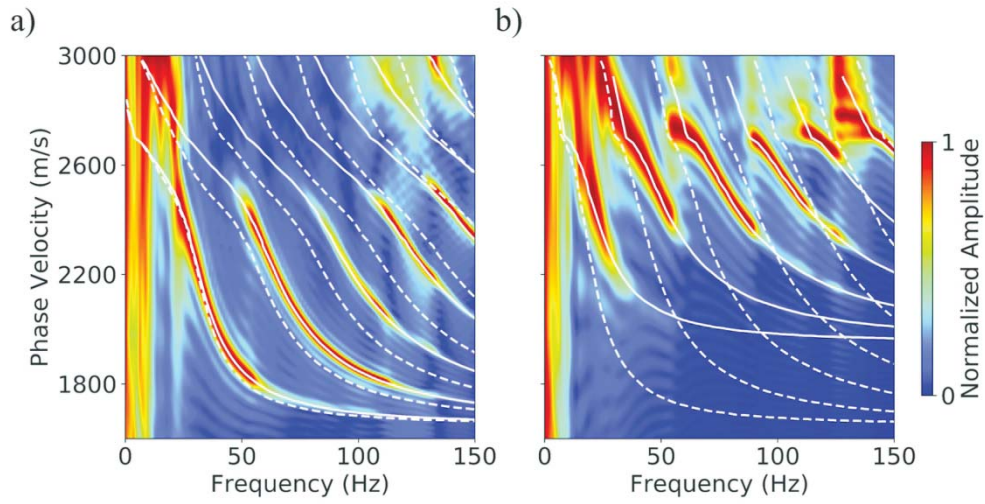 a)
b)
3000
2600
2200
1800
Phase Velocity (m/s)
0 50 100 150
Frequency (Hz)
0 50 100 150
Frequency (Hz)
1
0
Normalized Amplitude